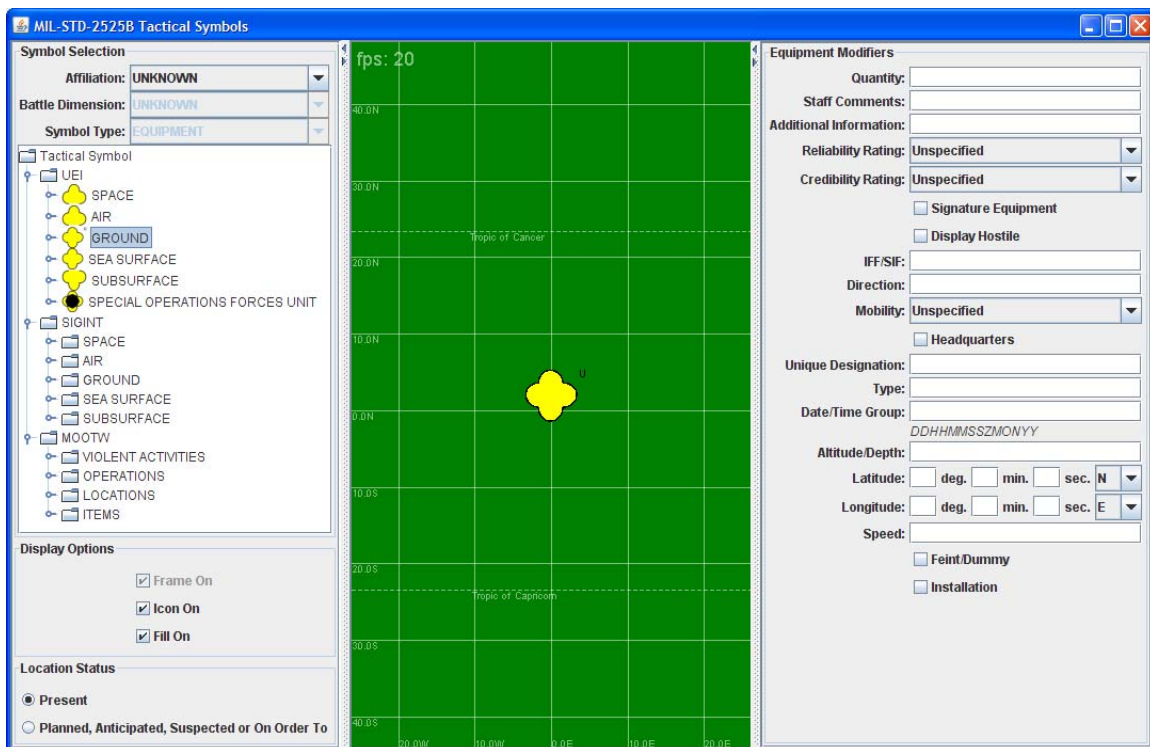 MIL-STD-2525B Tactical Symbols
Symbol Selection
Affiliation: UNKNOWN
Battle Dimension: UNKNOWN
Symbol Type: EQUIPMENT
Tactical Symbol
UEI
SPACE
AIR
GROUND
SEA SURFACE
SUBSURFACE
SPECIAL OPERATIONS FORCES UNIT
SIGINT
SPACE
AIR
GROUND
SEA SURFACE
SUBSURFACE
MOOTW
VIOLENT ACTIVITIES
OPERATIONS
LOCATIONS
ITEMS
Display Options
Frame On
Icon On
Fill On
Location Status
Present
Planned, Anticipated, Suspected or On Order To
fps: 20
40.0N
30.0N
Tropic of Cancer
20.0N
10.0N
U
0.0N
10.0S
20.0S
Tropic of Capricorn
30.0S
40.0S
20.0W 10.0W 0.0E 10.0E 20.0E
Equipment Modifiers
Quantity:
Staff Comments:
Additional Information:
Reliability Rating: Unspecified
Credibility Rating: Unspecified
Signature Equipment
Display Hostile
IFF/SIF:
Direction:
Mobility: Unspecified
Headquarters
Unique Designation:
Type:
Date/Time Group:
DDHHMMSSZMONYY
Altitude/Depth:
Latitude: deg. min. sec. N
Longitude: deg. min. sec. E
Speed:
Feint/Dummy
Installation